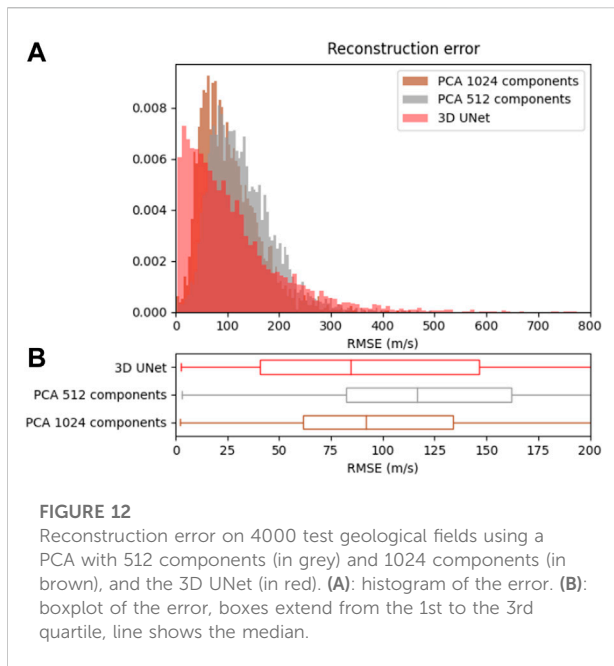 A
Reconstruction error
PCA 1024 components
PCA 512 components
3D UNet
0.008
0.006
0.004
0.002
0.000
0 100 200 300 400 500 600 700 800
RMSE (m/s)
B
3D UNet
PCA 512 components
PCA 1024 components
0 25 50 75 100 125 150 175 200
RMSE (m/s)
FIGURE 12
Reconstruction error on 4000 test geological fields using a
PCA with 512 components (in grey) and 1024 components (in
brown), and the 3D UNet (in red). (A): histogram of the error. (B):
boxplot of the error, boxes extend from the 1st to the 3rd
quartile, line shows the median.